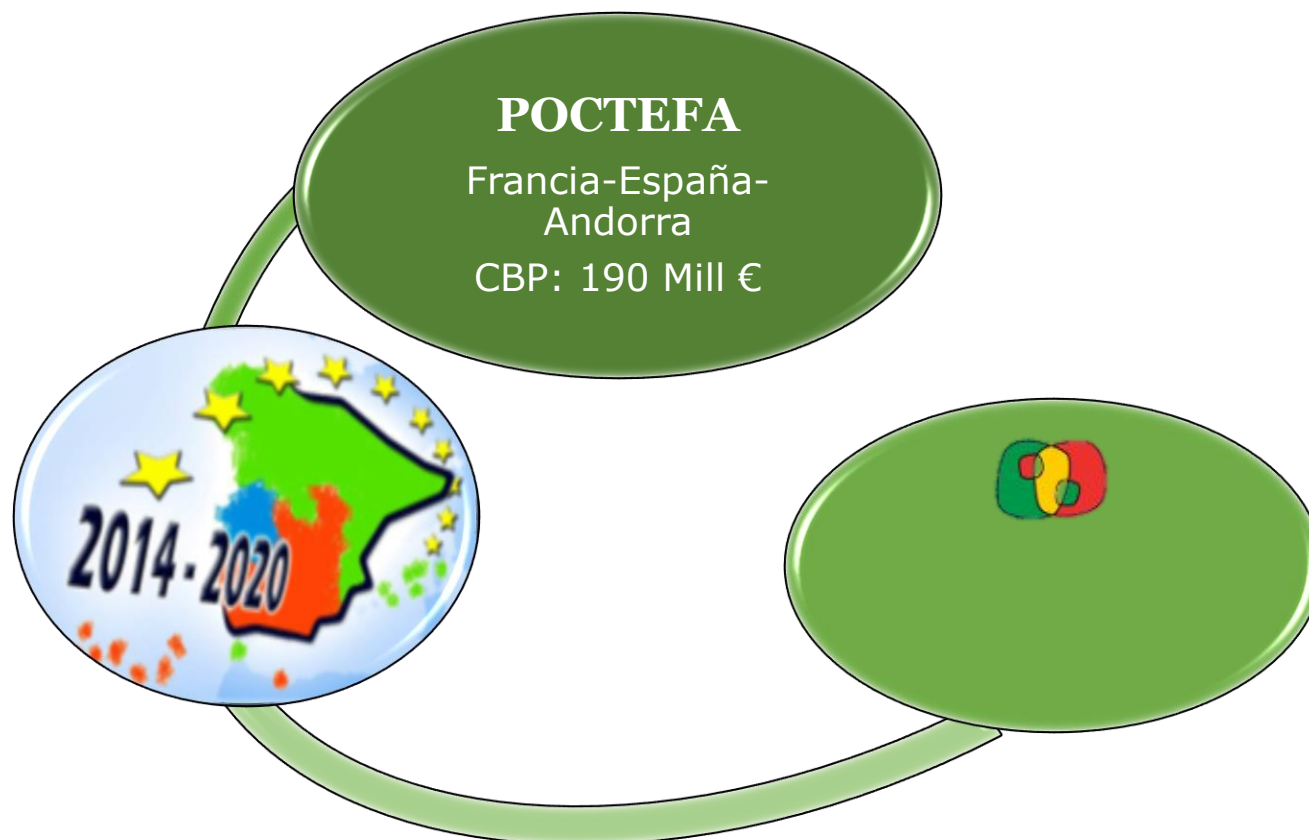 POCTEFA
Francia-España-
Andorra
CBP: 190 Mill €
2014-2020